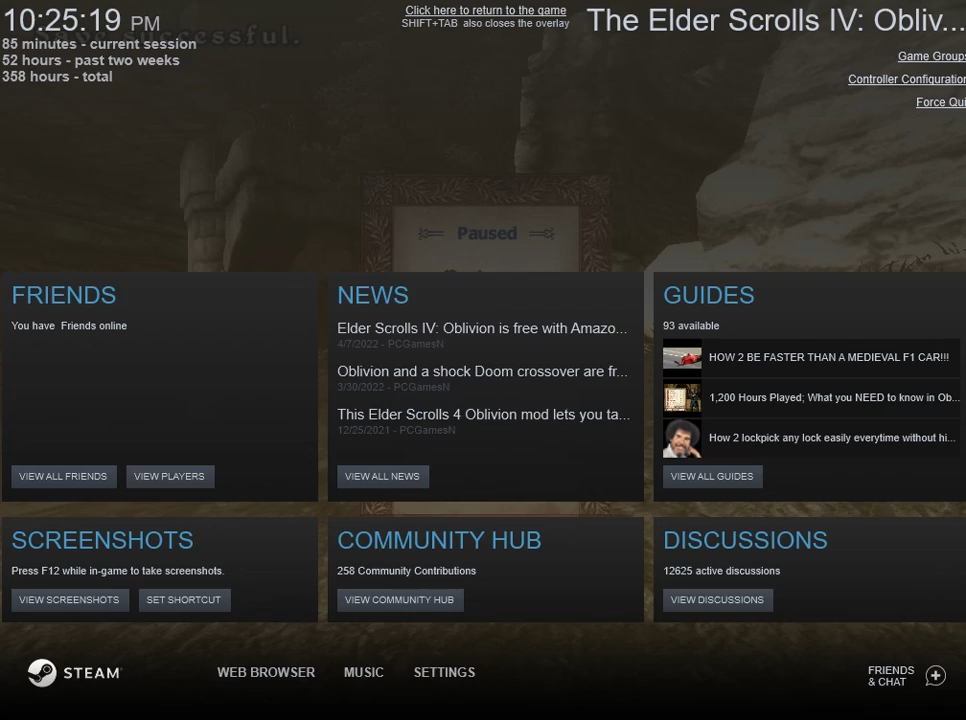 10:25:19 PM
85 minutes - current session
52 hours - past two weeks
358 hours - total
Save successful.
Click here to return to the game
SHIFT+TAB also closes the overlay
The Elder Scrolls IV: Obliv...
Game Groups
Controller Configuration
Force Qui
Paused
FRIENDS
You have Friends online
VIEW ALL FRIENDS
VIEW PLAYERS
NEWS
Elder Scrolls IV: Oblivion is free with Amazo...
4/7/2022 - PCGamesN
Oblivion and a shock Doom crossover are fr...
3/30/2022 - PCGamesN
This Elder Scrolls 4 Oblivion mod lets you ta...
12/25/2021 - PCGamesN
VIEW ALL NEWS
GUIDES
93 available
HOW 2 BE FASTER THAN A MEDIEVAL F1 CAR!!!
1,200 Hours Played; What you NEED to know in Ob...
How 2 lockpick any lock easily everytime without hi...
VIEW ALL GUIDES
SCREENSHOTS
Press F12 while in-game to take screenshots.
VIEW SCREENSHOTS
SET SHORTCUT
COMMUNITY HUB
258 Community Contributions
VIEW COMMUNITY HUB
DISCUSSIONS
12625 active discussions
VIEW DISCUSSIONS
STEAM
WEB BROWSER
MUSIC
SETTINGS
FRIENDS
& CHAT